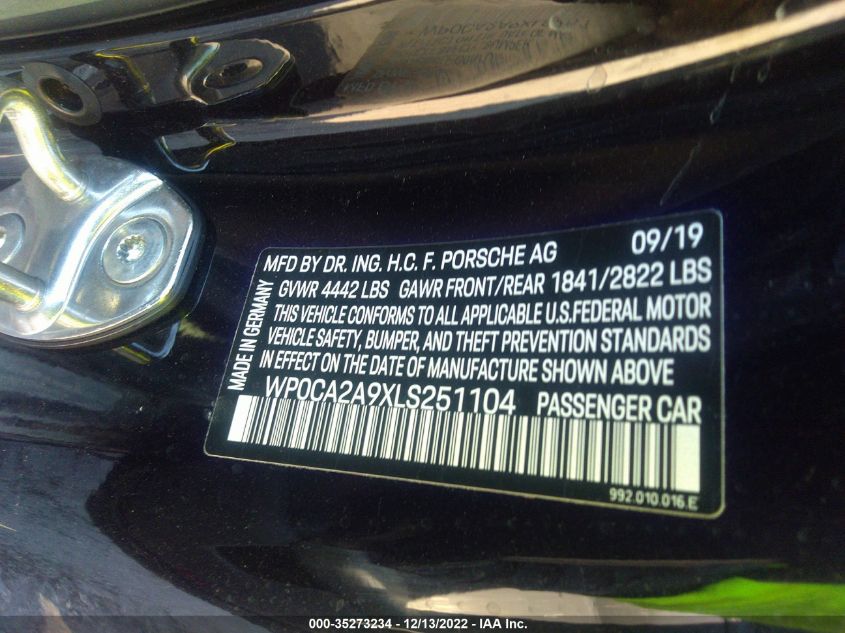 MFD BY DR. ING. H.C. F. PORSCHE AG 09/19
GVWR 4442 LBS GAWR FRONT/REAR 1841/2822 LBS
THIS VEHICLE CONFORMS TO ALL APPLICABLE U.S.FEDERAL MOTOR
VEHICLE SAFETY, BUMPER, AND THEFT PREVENTION STANDARDS
IN EFFECT ON THE DATE OF MANUFACTURE SHOWN ABOVE
MADE IN GERMANY
WP0CA2A9XLS251104 PASSENGER CAR
992.010.016.E
000-35273234 - 12/13/2022 - IAA Inc.